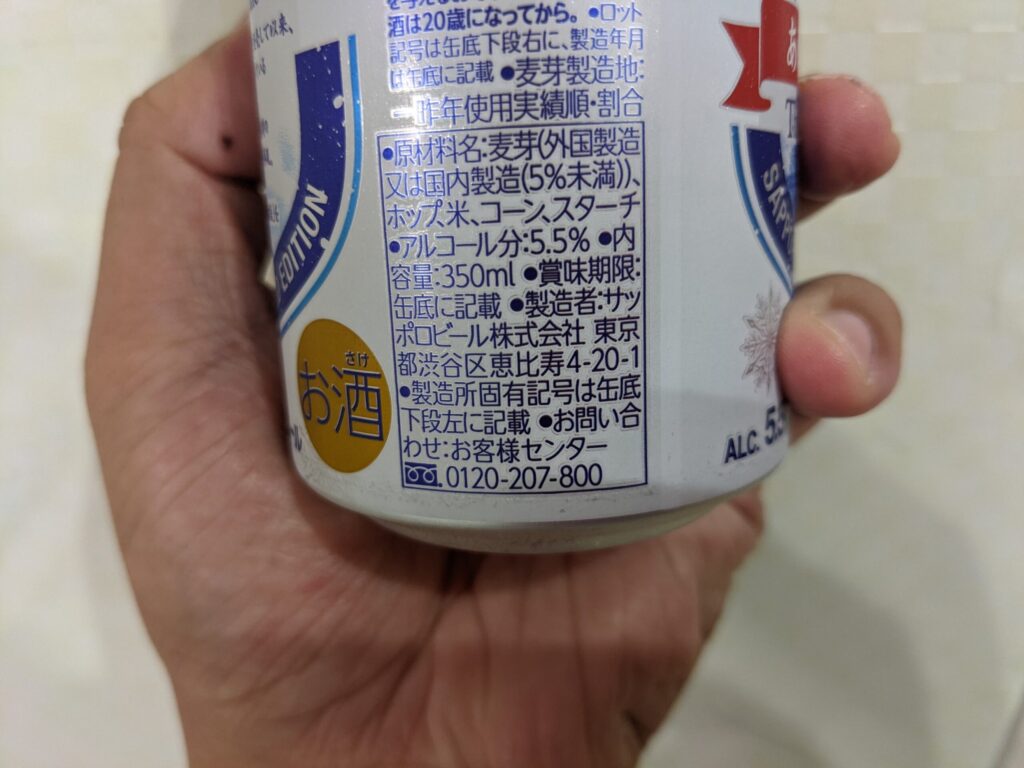 酒は20歳になってから。●ロット
記号は缶底下段右に、製造年月
は缶底に記載 ●麦芽製造地:
昨年使用実績順・割合
●原材料名:麦芽(外国製造
又は国内製造(5%未満))、
ホップ、米、コーン、スターチ
●アルコール分:5.5% ●内
容量:350ml ●賞味期限:
缶底に記載 ●製造者:サッ
ポロビール株式会社 東京
都渋谷区恵比寿4-20-1
●製造所固有記号は缶底
下段左に記載 ●お問い合
わせ:お客様センター
0120-207-800
EDITION
さけ
お酒
ALC.